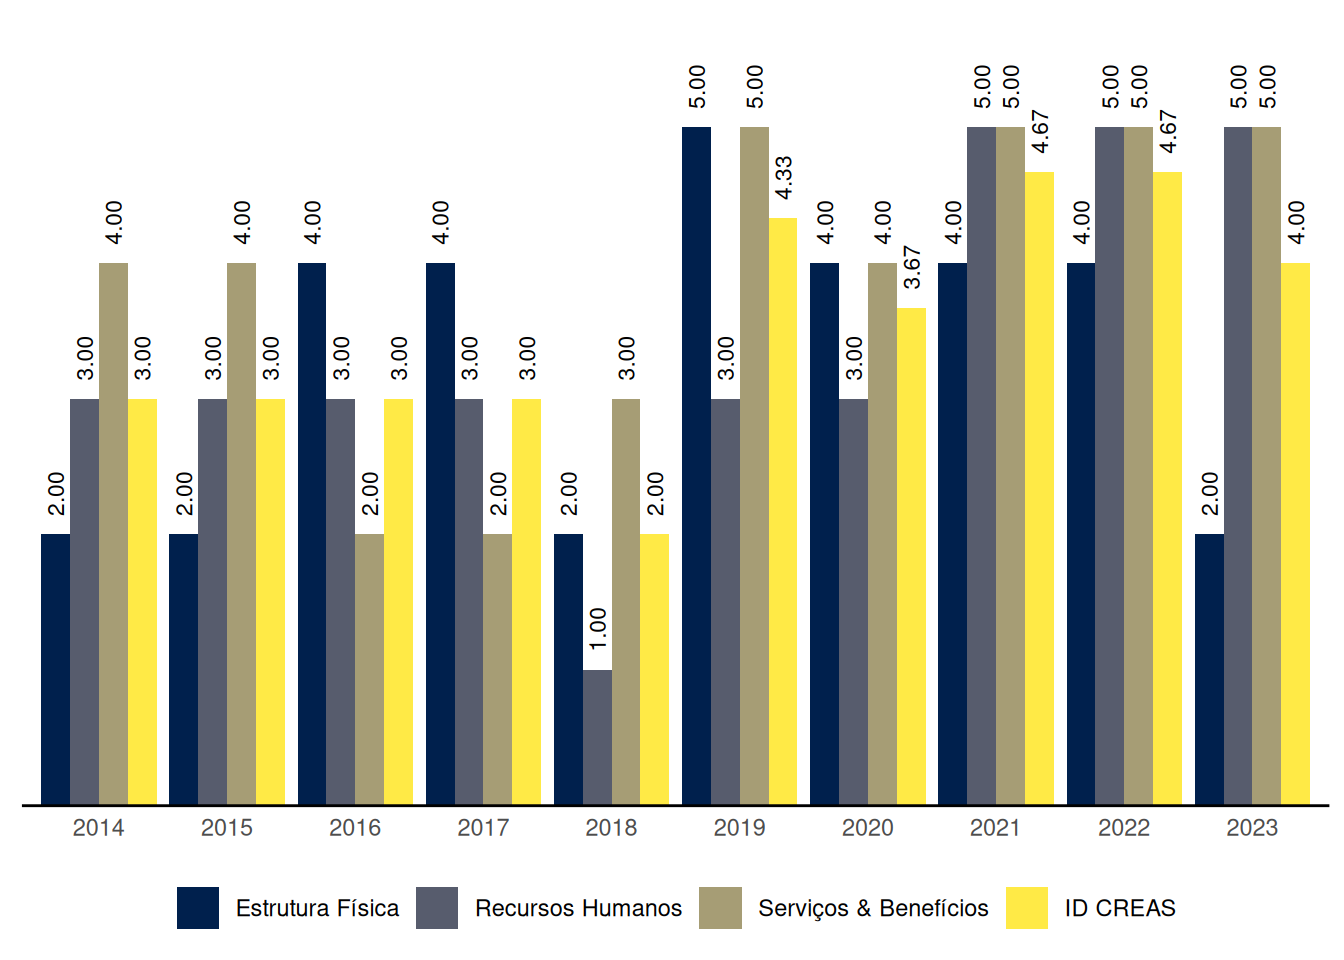 5.00 5.00 5.00 5.00 5.00 5.00 5.00 5.00
4.67 4.67
4.33
4.00 4.00 4.00 4.00 4.00 4.00 4.00 4.00 4.00
3.67
3.00 3.00 3.00 3.00 3.00 3.00 3.00 3.00 3.00 3.00 3.00
2.00 2.00 2.00 2.00 2.00 2.00 2.00
1.00
2014 2015 2016 2017 2018 2019 2020 2021 2022 2023
Estrutura Física Recursos Humanos Serviços & Benefícios ID CREAS